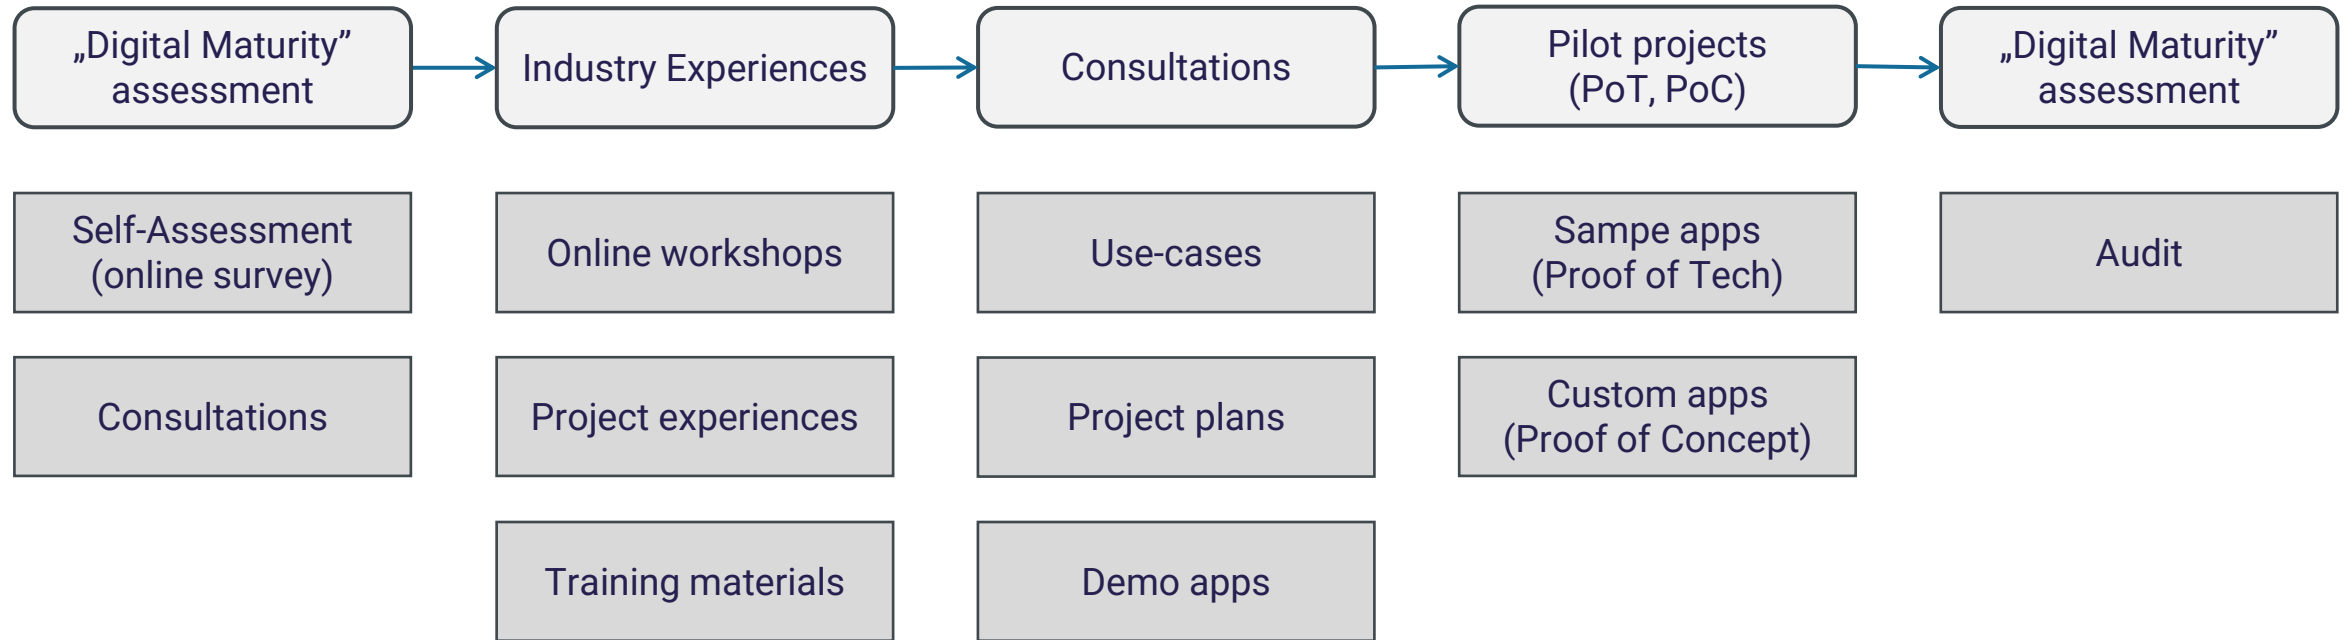 „Digital Maturity”
assessment
Industry Experiences
Consultations
Pilot projects
(PoT, PoC)
„Digital Maturity”
assessment
Self-Assessment
(online survey)
Online workshops
Use-cases
Sampe apps
(Proof of Tech)
Audit
Consultations
Project experiences
Project plans
Custom apps
(Proof of Concept)
Training materials
Demo apps